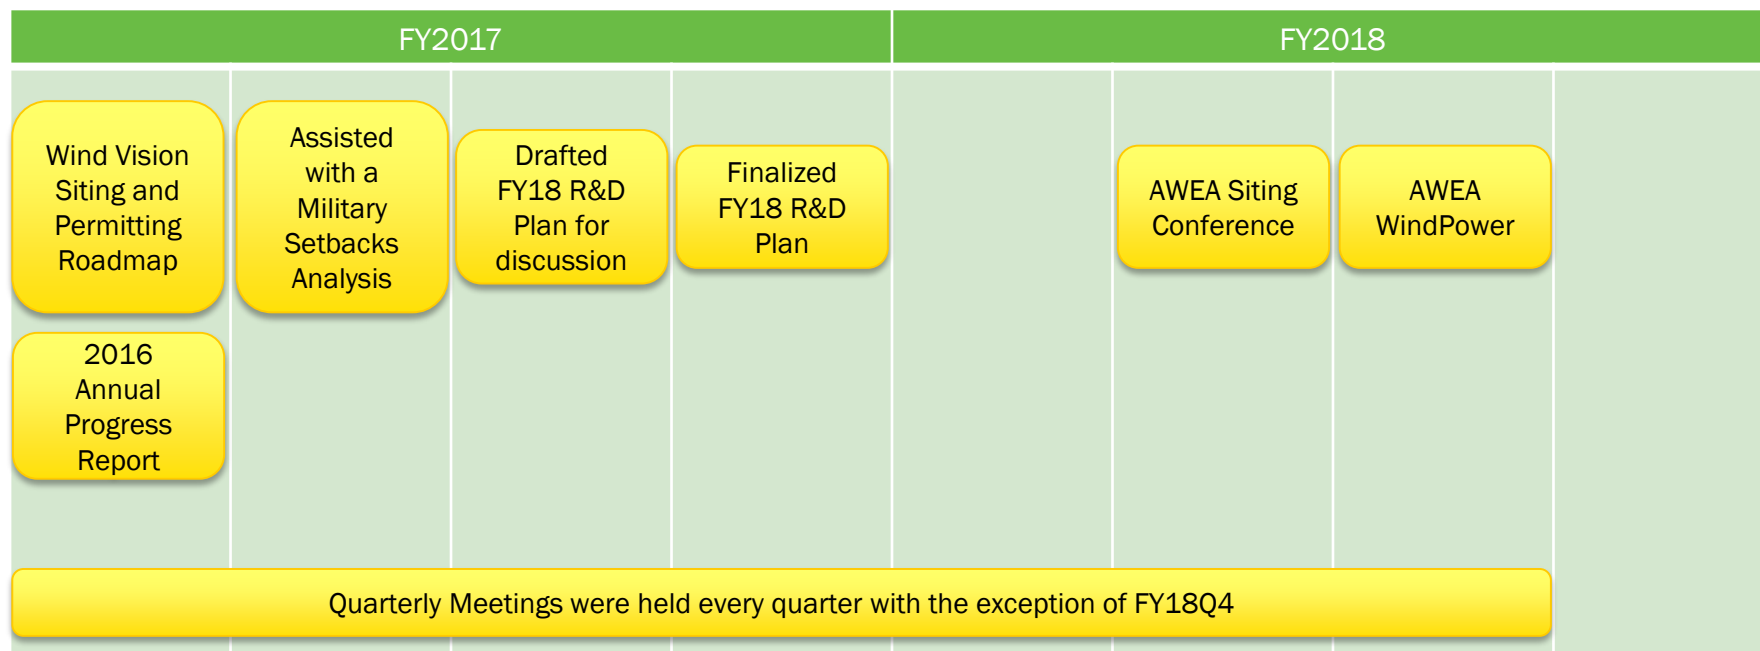 FY2017
FY2018
Wind Vision
Siting and
Permitting
Roadmap
Assisted
with a
Military
Setbacks
Analysis
Drafted
FY18 R&D
Plan for
discussion
Finalized
FY18 R&D
Plan
AWEA Siting
Conference
AWEA
WindPower
2016
Annual
Progress
Report
Quarterly Meetings were held every quarter with the exception of FY18Q4